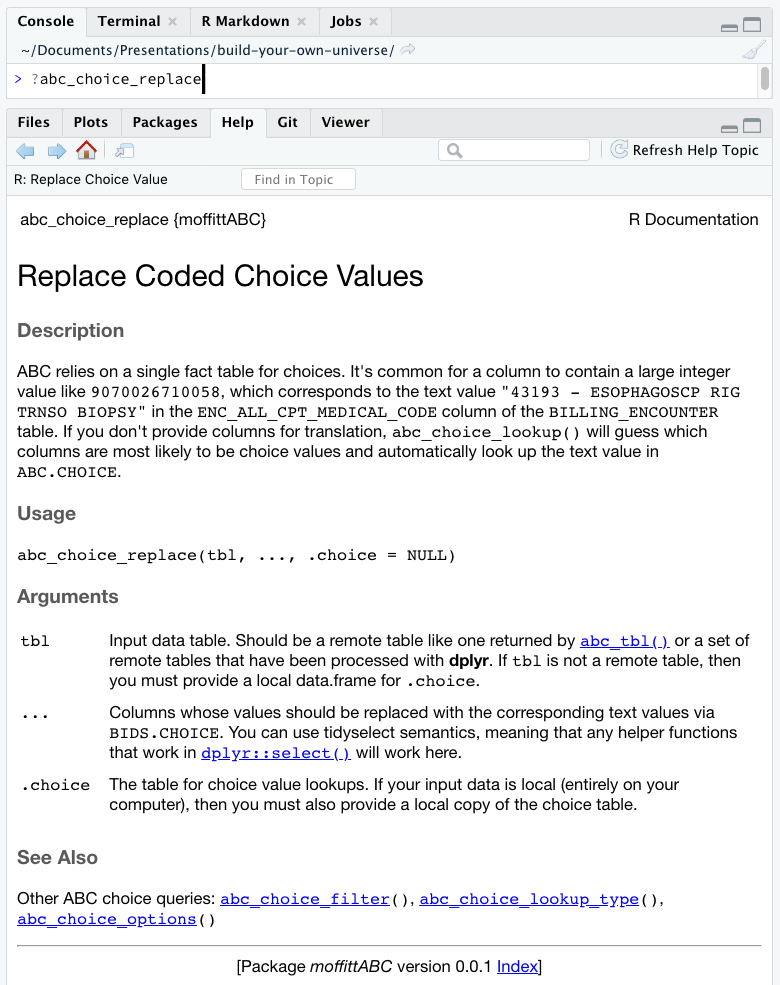 Console Terminal × R Markdown × Jobs ×
~/Documents/Presentations/build-your-own-universe/
> ?abc_choice_replace
Files Plots Packages Help Git Viewer
Refresh Help Topic
R: Replace Choice Value Find in Topic
abc_choice_replace {moffittABC} R Documentation
Replace Coded Choice Values
Description
ABC relies on a single fact table for choices. It's common for a column to contain a large integer
value like 9070026710058, which corresponds to the text value "43193 - ESOPHAGOSCP RIG
TRNSO BIOPSY" in the ENC_ALL_CPT_MEDICAL_CODE column of the BILLING_ENCOUNTER
table. If you don't provide columns for translation, abc_choice_lookup() will guess which
columns are most likely to be choice values and automatically look up the text value in
ABC.CHOICE.
Usage
abc_choice_replace(tbl, ..., .choice = NULL)
Arguments
tbl Input data table. Should be a remote table like one returned by abc_tbl() or a set of
remote tables that have been processed with dplyr. If tbl is not a remote table, then
you must provide a local data.frame for .choice.
... Columns whose values should be replaced with the corresponding text values via
BIDS.CHOICE. You can use tidyselect semantics, meaning that any helper functions
that work in dplyr::select() will work here.
.choice The table for choice value lookups. If your input data is local (entirely on your
computer), then you must also provide a local copy of the choice table.
See Also
Other ABC choice queries: abc_choice_filter(), abc_choice_lookup_type(),
abc_choice_options()
[Package moffittABC version 0.0.1 Index]